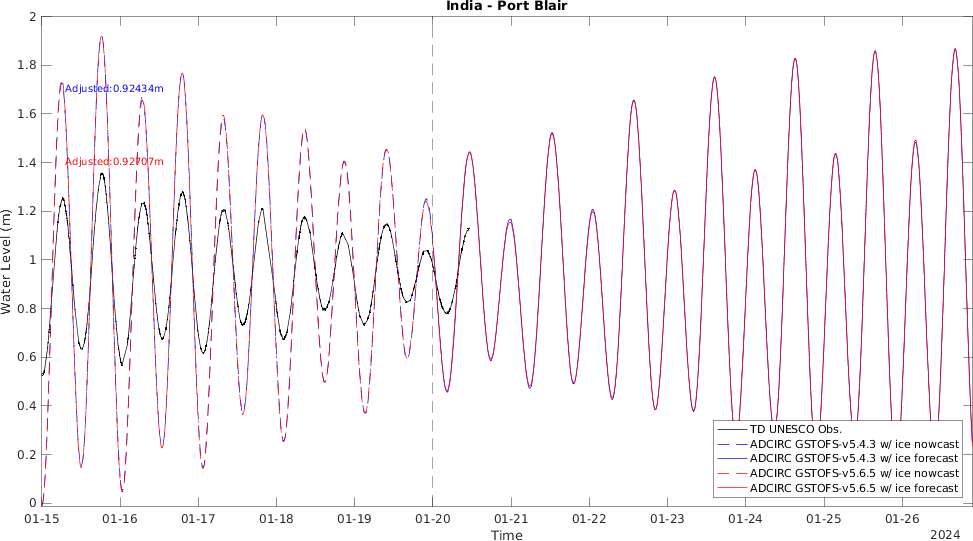 India - Port Blair
Water Level (m)
2
1.8
1.6
1.4
1.2
1
0.8
0.6
0.4
0.2
0
Adjusted:0.92434m
Adjusted:0.92707m
TD UNESCO Obs.
ADCIRC GSTOFS-v5.4.3 w/ ice nowcast
ADCIRC GSTOFS-v5.4.3 w/ ice forecast
ADCIRC GSTOFS-v5.6.5 w/ ice nowcast
ADCIRC GSTOFS-v5.6.5 w/ ice forecast
01-15 01-16 01-17 01-18 01-19 01-20 01-21 01-22 01-23 01-24 01-25 01-26
Time
2024